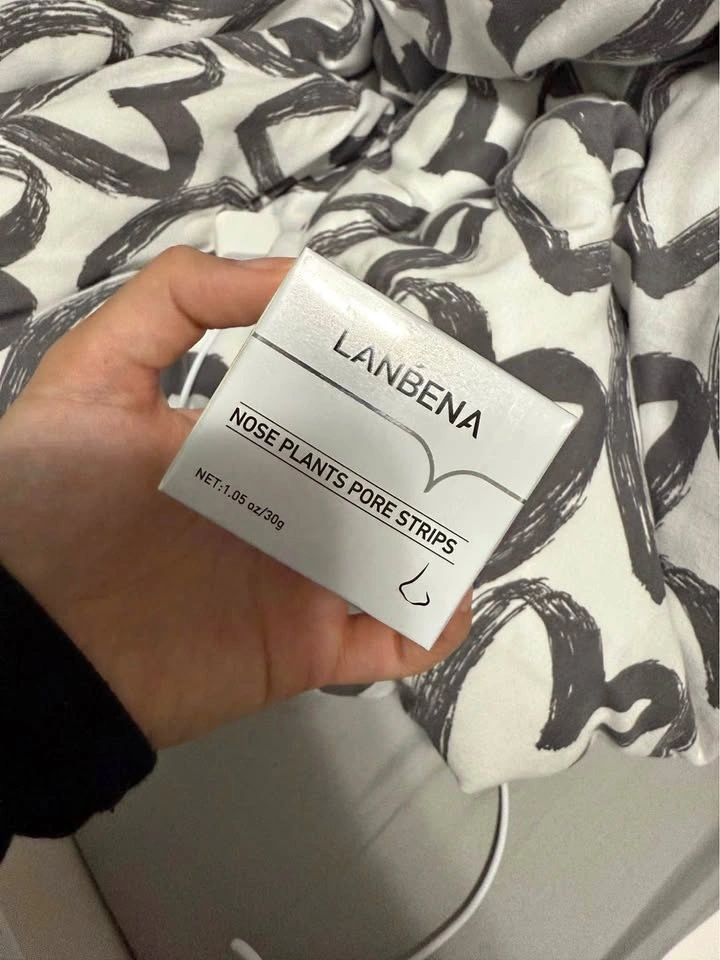 LANBENA
NOSE PLANTS PORE STRIPS
NET:1.05 oz/30g